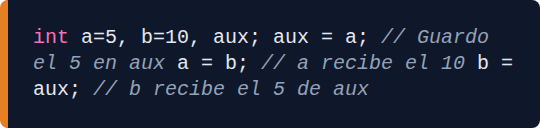 int a=5, b=10, aux; aux = a; // Guardo
el 5 en aux a = b; // a recibe el 10 b =
aux; // b recibe el 5 de aux